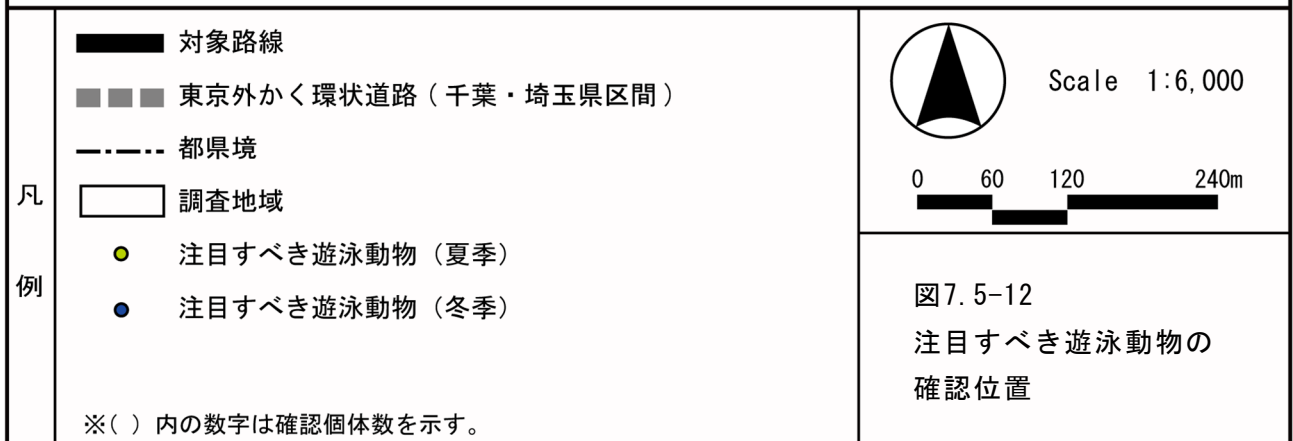 凡例
対象路線
東京外かく環状道路（千葉・埼玉県区間）
都県境
調査地域
注目すべき遊泳動物（夏季）
注目すべき遊泳動物（冬季）
※( ) 内の数字は確認個体数を示す。
Scale 1:6,000
0 60 120 240m
図7.5-12
注目すべき遊泳動物の
確認位置